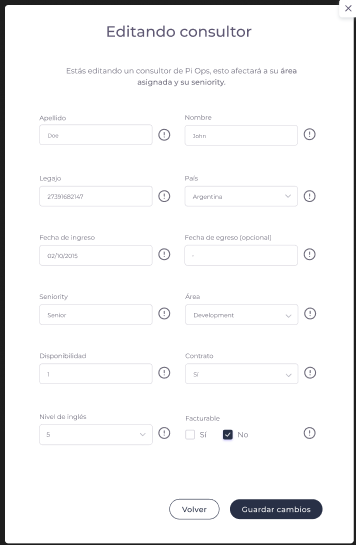 Editando consultor
Estás editando un consultor de Pi Ops, esto afectará a su área
asignada y su seniority.
Apellido
Nombre
Doe
John
Legajo
País
27391682147
Argentina
Fecha de ingreso
Fecha de egreso (opcional)
02/10/2015
-
Seniority
Área
Senior
Development
Disponibilidad
Contrato
1
Sí
Nivel de inglés
Facturable
5
Sí
No
Volver
Guardar cambios